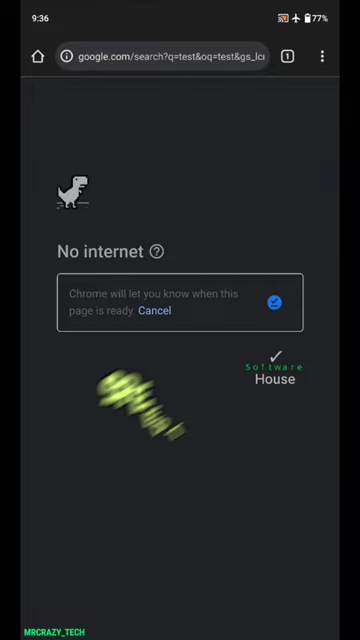 9:36
77%
google.com/search?q=test&oq=test&gs_lcr
1
No internet
Chrome will let you know when this
page is ready. Cancel
Software
House
MRCRAZY_TECH